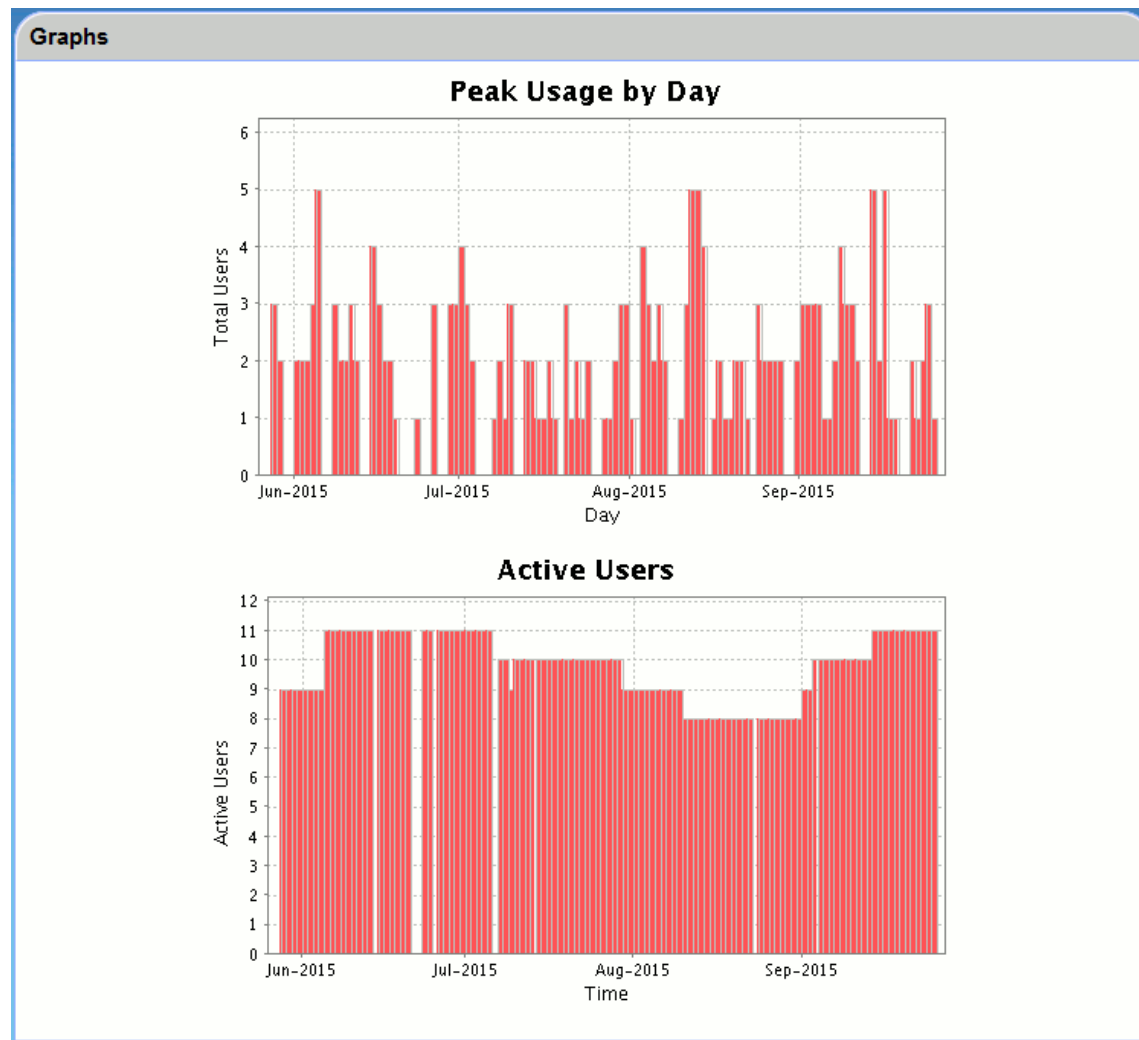 Graphs
Peak Usage by Day
6
5
4
3
2
1
0
Total Users
Jun-2015 Jul-2015 Aug-2015 Sep-2015
Day
Active Users
12
11
10
9
8
7
6
5
4
3
2
1
0
Active Users
Jun-2015 Jul-2015 Aug-2015 Sep-2015
Time